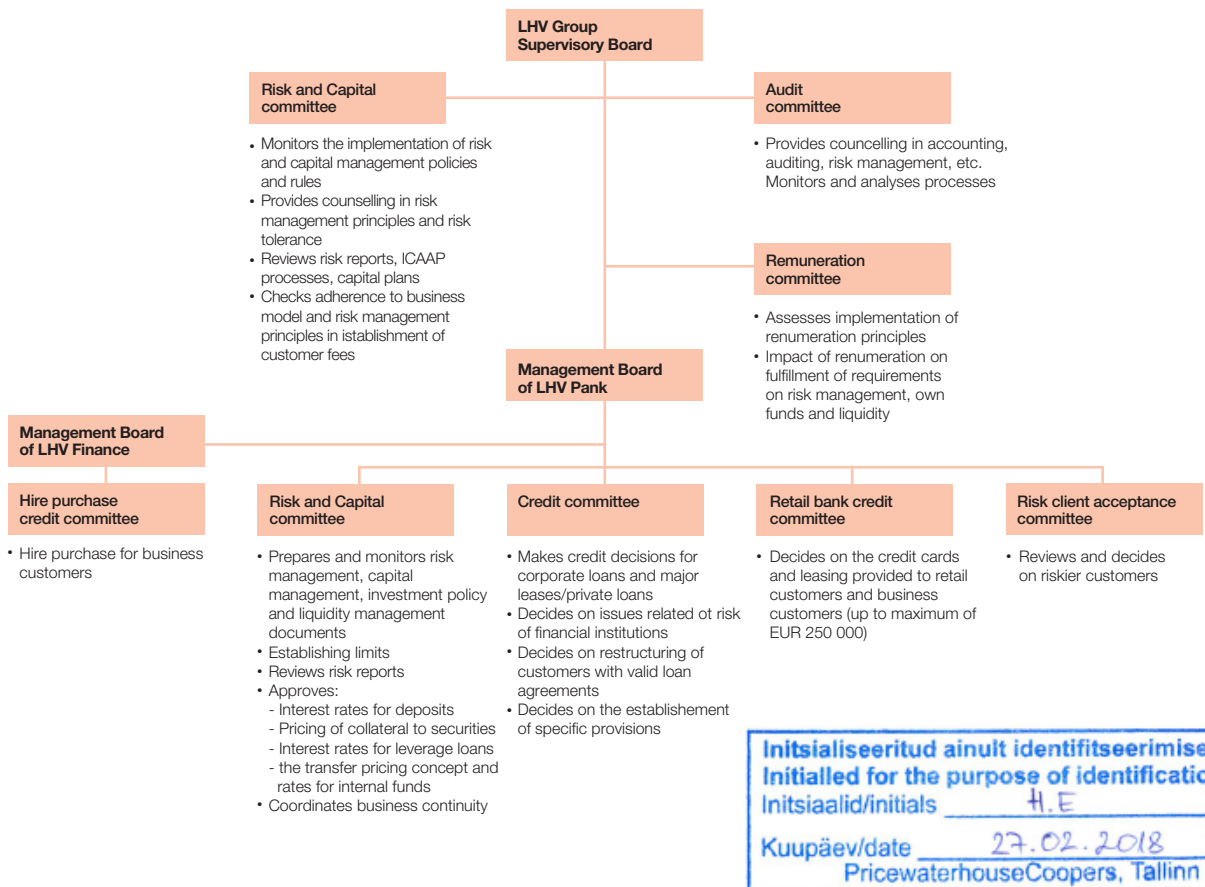 LHV Group
Supervisory Board
Risk and Capital
committee
• Monitors the implementation of risk
and capital management policies
and rules
• Provides counselling in risk
management principles and risk
tolerance
• Reviews risk reports, ICAAP
processes, capital plans
• Checks adherence to business
model and risk management
principles in istablishment of
customer fees
Audit
committee
• Provides councelling in accounting,
auditing, risk management, etc.
Monitors and analyses processes
Remuneration
committee
• Assesses implementation of
renumeration principles
• Impact of renumeration on
fulfillment of requirements
on risk management, own
funds and liquidity
Management Board
of LHV Pank
Management Board
of LHV Finance
Hire purchase
credit committee
• Hire purchase for business
customers
Risk and Capital
committee
• Prepares and monitors risk
management, capital
management, investment policy
and liquidity management
documents
• Establishing limits
• Reviews risk reports
• Approves:
- Interest rates for deposits
- Pricing of collateral to securities
- Interest rates for leverage loans
- the transfer pricing concept and
rates for internal funds
• Coordinates business continuity
Credit committee
• Makes credit decisions for
corporate loans and major
leases/private loans
• Decides on issues related ot risk
of financial institutions
• Decides on restructuring of
customers with valid loan
agreements
• Decides on the establishement
of specific provisions
Retail bank credit
committee
• Decides on the credit cards
and leasing provided to retail
customers and business
customers (up to maximum of
EUR 250 000)
Risk client acceptance
committee
• Reviews and decides
on riskier customers
Initsialiseeritud ainult identifitseerimise
Initialled for the purpose of identificatio
Initsiaalid/initials H.E
Kuupäev/date 27.02.2018
PricewaterhouseCoopers, Tallinn